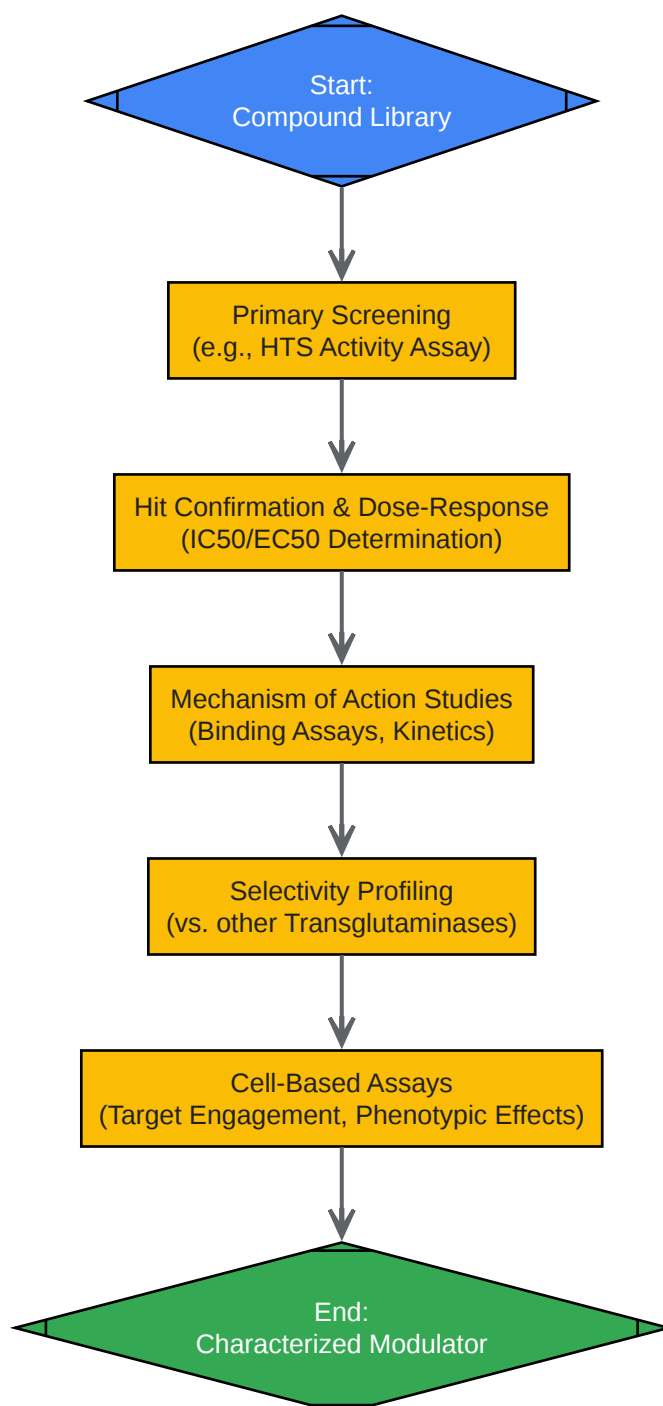 Start:
Compound Library
Primary Screening
(e.g., HTS Activity Assay)
Hit Confirmation & Dose-Response
(IC50/EC50 Determination)
Mechanism of Action Studies
(Binding Assays, Kinetics)
Selectivity Profiling
(vs. other Transglutaminases)
Cell-Based Assays
(Target Engagement, Phenotypic Effects)
End:
Characterized Modulator